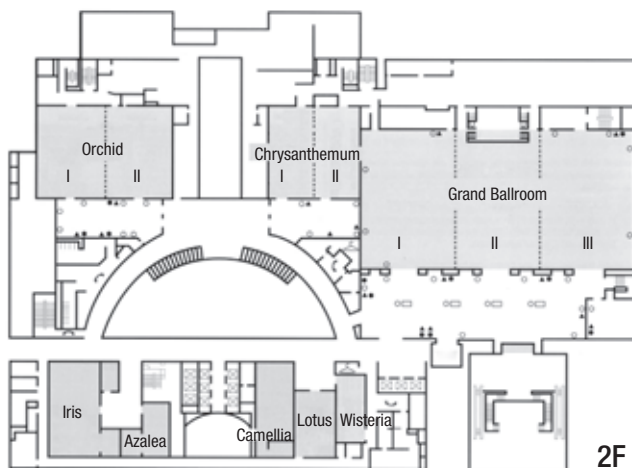 Orchid
I II
Chrysanthemum
I II
Grand Ballroom
I II III
Iris
Azalea
Camellia
Lotus
Wisteria
2F